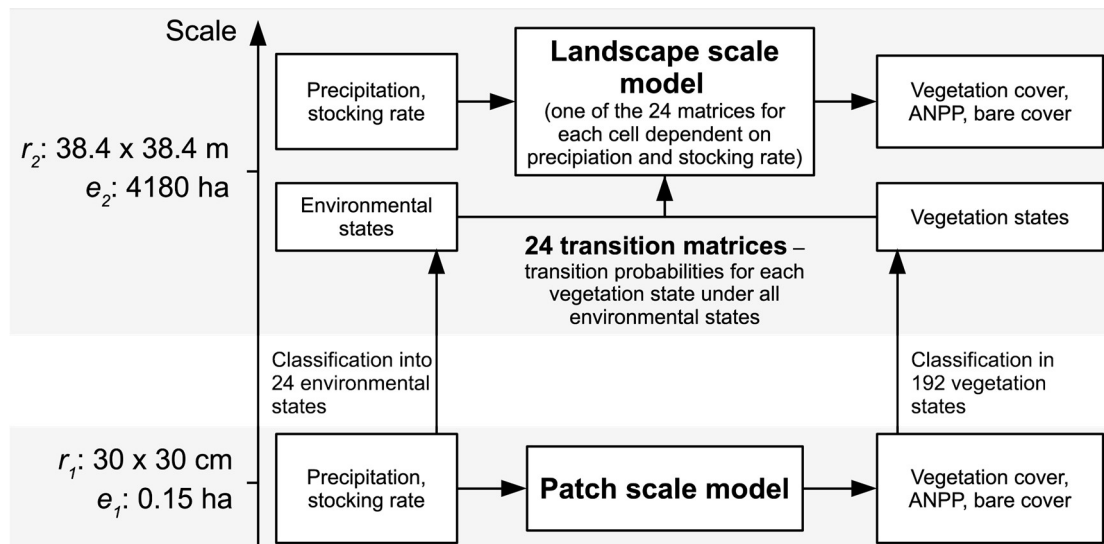 Scale
Precipitation,
stocking rate
Landscape scale
model
(one of the 24 matrices for
each cell dependent on
precipiation and stocking rate)
Vegetation cover,
ANPP, bare cover
r2: 38.4 x 38.4 m
e2: 4180 ha
Environmental
states
Vegetation states
24 transition matrices –
transition probabilities for each
vegetation state under all
environmental states
Classification into
24 environmental
states
Classification in
192 vegetation
states
r1: 30 x 30 cm
e1: 0.15 ha
Precipitation,
stocking rate
Patch scale model
Vegetation cover,
ANPP, bare cover